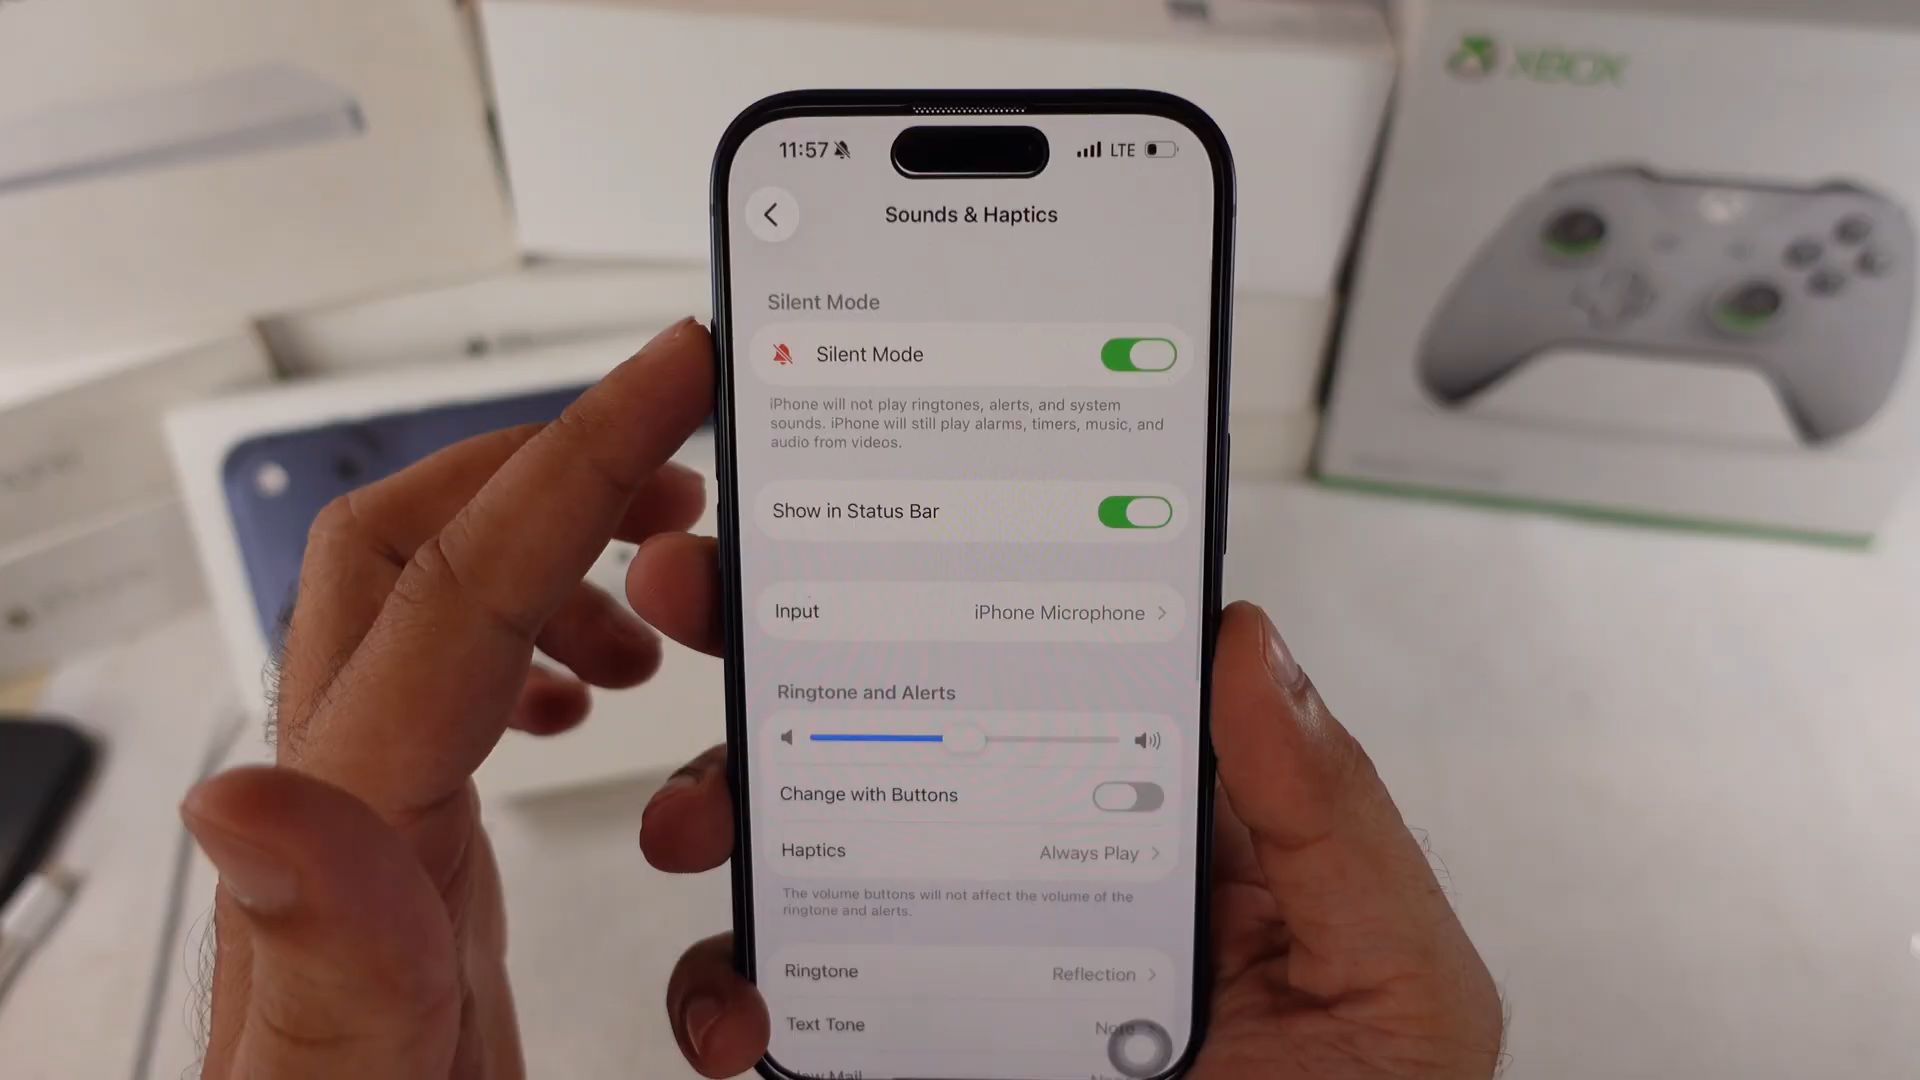 XBOX
11:57
LTE
Sounds & Haptics
Silent Mode
Silent Mode
iPhone will not play ringtones, alerts, and system
sounds. iPhone will still play alarms, timers, music, and
audio from videos.
Show in Status Bar
Input
iPhone Microphone
Ringtone and Alerts
Change with Buttons
Haptics
Always Play
The volume buttons will not affect the volume of the
ringtone and alerts.
Ringtone
Reflection
Text Tone
Mail